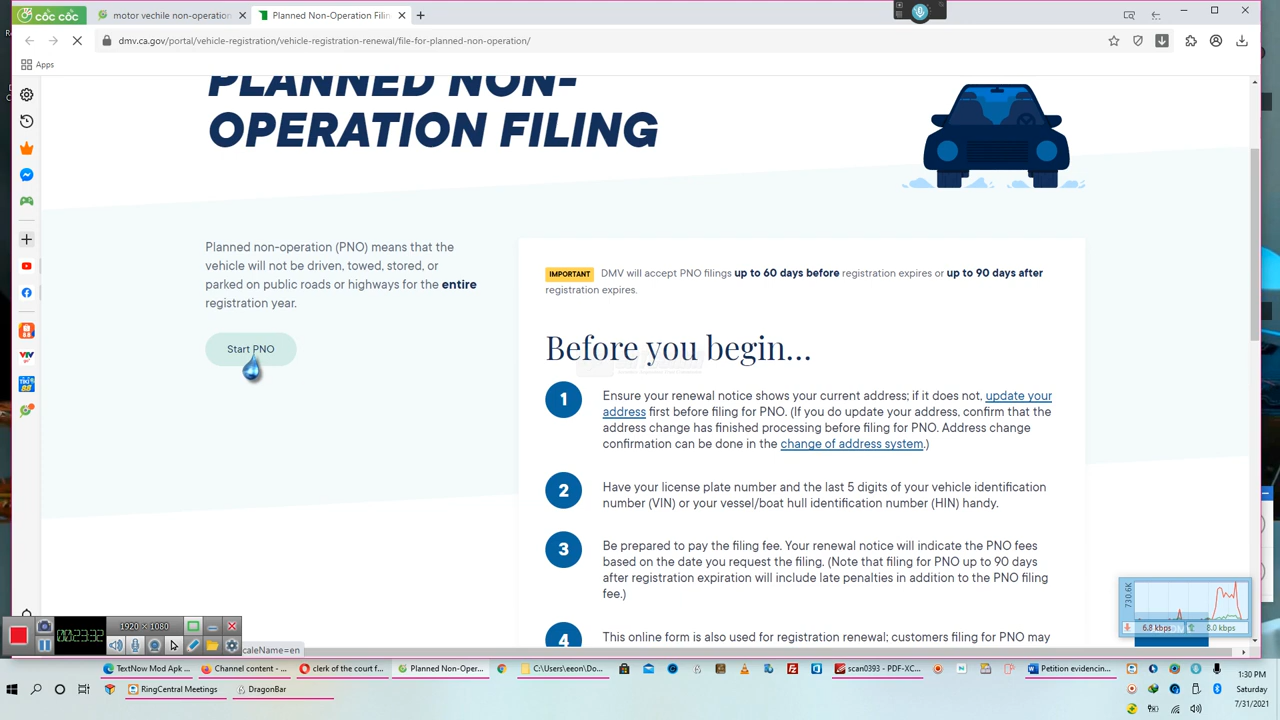 cốc cốc
motor vechile non-operation
Planned Non-Operation Filin
dmv.ca.gov/portal/vehicle-registration/vehicle-registration-renewal/file-for-planned-non-operation/
Apps
PLANNED NON-
OPERATION FILING
Planned non-operation (PNO) means that the
vehicle will not be driven, towed, stored, or
parked on public roads or highways for the entire
registration year.
Start PNO
IMPORTANT DMV will accept PNO filings up to 60 days before registration expires or up to 90 days after
registration expires.
Before you begin...
1 Ensure your renewal notice shows your current address; if it does not, update your
address first before filing for PNO. (If you do update your address, confirm that the
address change has finished processing before filing for PNO. Address change
confirmation can be done in the change of address system.)
2 Have your license plate number and the last 5 digits of your vehicle identification
number (VIN) or your vessel/boat hull identification number (HIN) handy.
3 Be prepared to pay the filing fee. Your renewal notice will indicate the PNO fees
based on the date you request the filing. (Note that filing for PNO up to 90 days
after registration expiration will include late penalties in addition to the PNO filing
fee.)
4 This online form is also used for registration renewal; customers filing for PNO may
VTV
TIKI
1920 × 1080
00:23:32
caleName=en
730.6K
6.8 kbps
8.0 kbps
TextNow Mod Apk ...
Channel content - ...
clerk of the court f...
Planned Non-Oper...
C:\Users\eeon\Do...
scan0393 - PDF-XC...
Petition evidencing...
1:30 PM
RingCentral Meetings
DragonBar
Saturday
7/31/2021